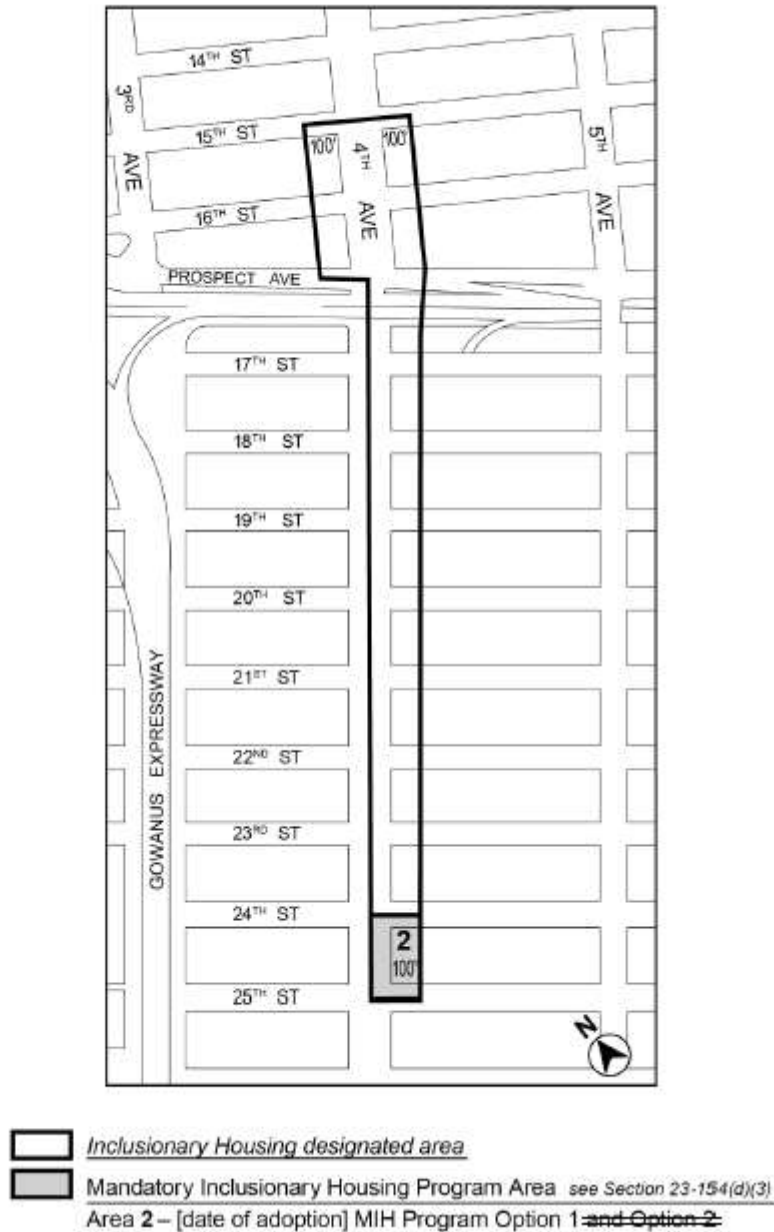 14TH ST
3RD AVE
15TH ST
100'
4TH AVE
100'
5TH AVE
16TH ST
PROSPECT AVE
17TH ST
18TH ST
19TH ST
20TH ST
21ST ST
22ND ST
23RD ST
GOWANUS EXPRESSWAY
24TH ST
2
100'
25TH ST
N
Inclusionary Housing designated area
Mandatory Inclusionary Housing Program Area see Section 23-154(d)(3)
Area 2 – [date of adoption] MIH Program Option 1 and Option 2